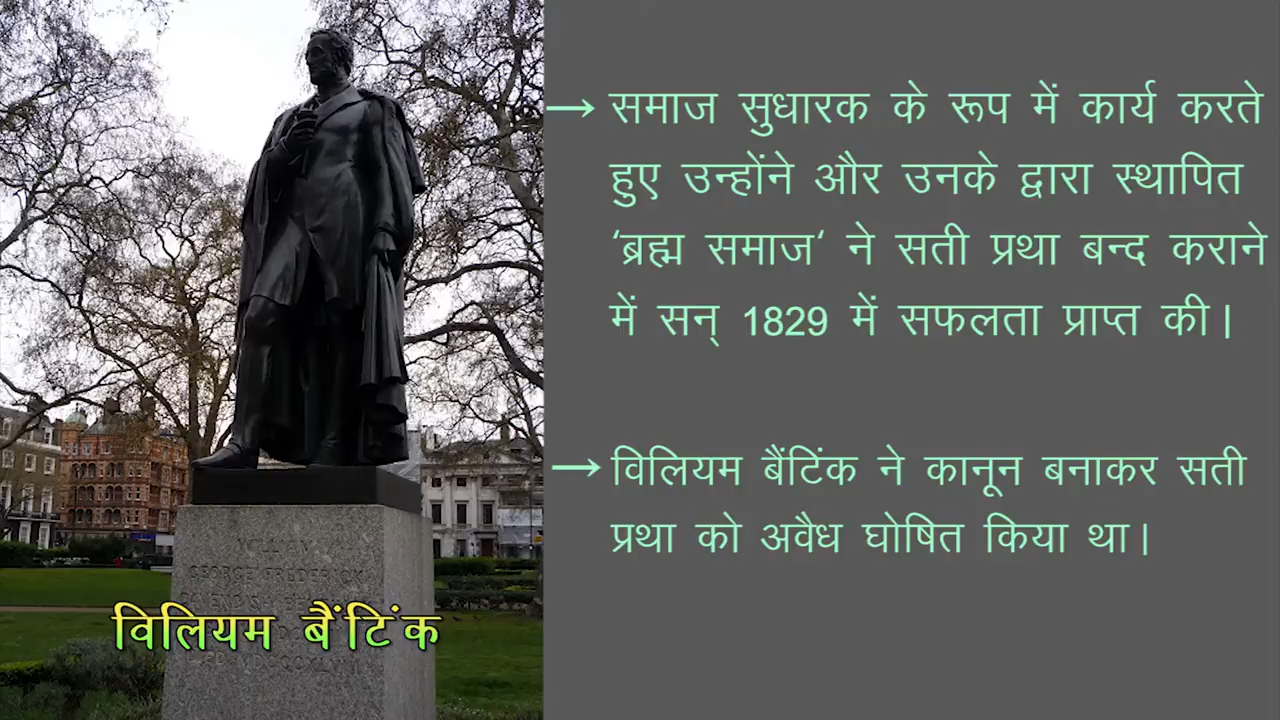 → समाज सुधारक के रूप में कार्य करते
हुए उन्होंने और उनके द्वारा स्थापित
‘ब्रह्म समाज‘ ने सती प्रथा बन्द कराने
में सन् 1829 में सफलता प्राप्त की।
→ विलियम बैंटिंक ने कानून बनाकर सती
प्रथा को अवैध घोषित किया था।
GEORGE FREDERICK
विलियम बैंटिंक